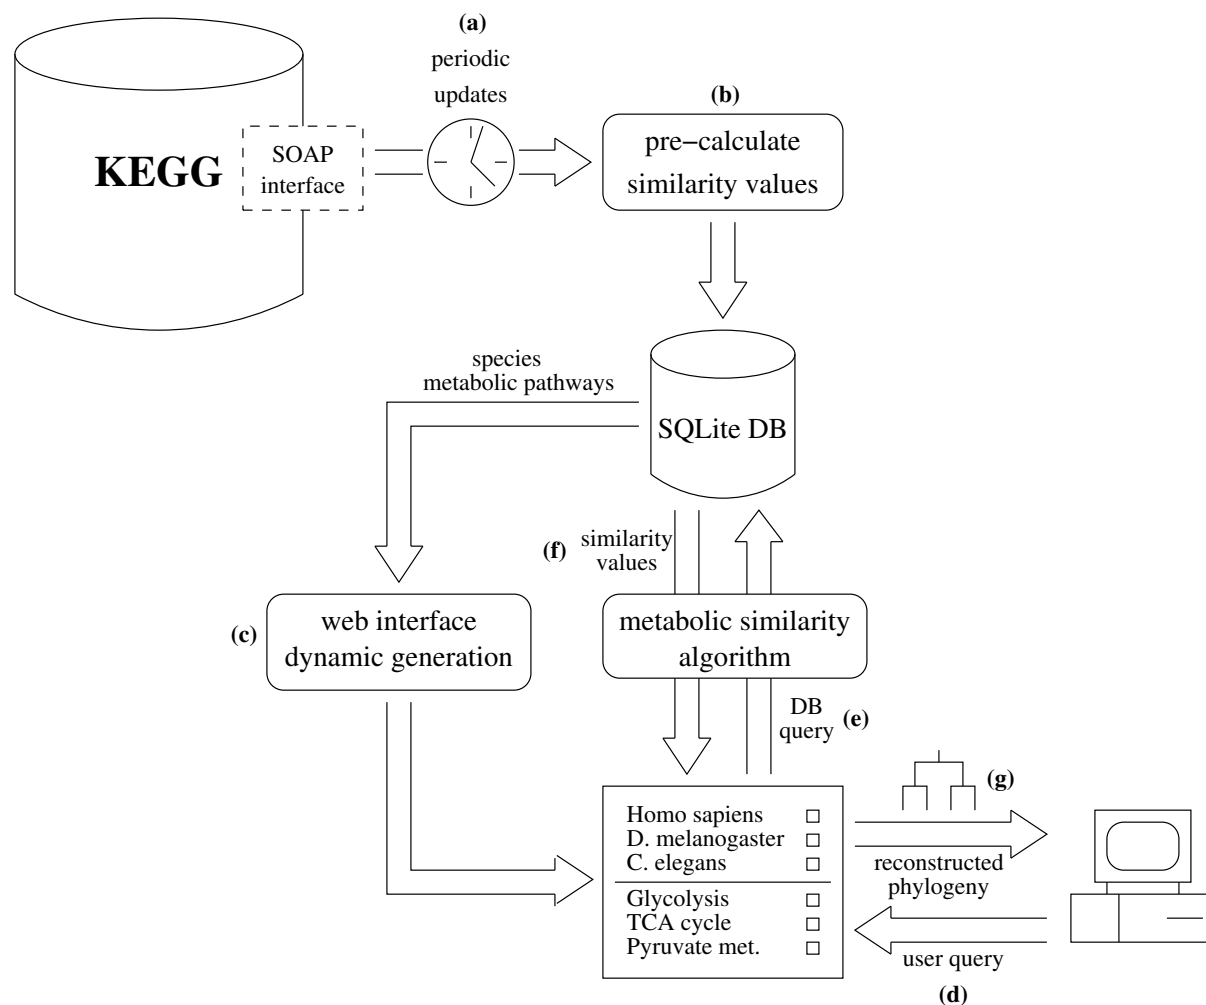 (a)
periodic
updates
(b)
KEGG
SOAP
interface
pre−calculate
similarity values
species
metabolic pathways
SQLite DB
(f)
similarity
values
(c)
web interface
dynamic generation
metabolic similarity
algorithm
DB
query
(e)
(g)
Homo sapiens
D. melanogaster
C. elegans
Glycolysis
TCA cycle
Pyruvate met.
reconstructed
phylogeny
user query
(d)